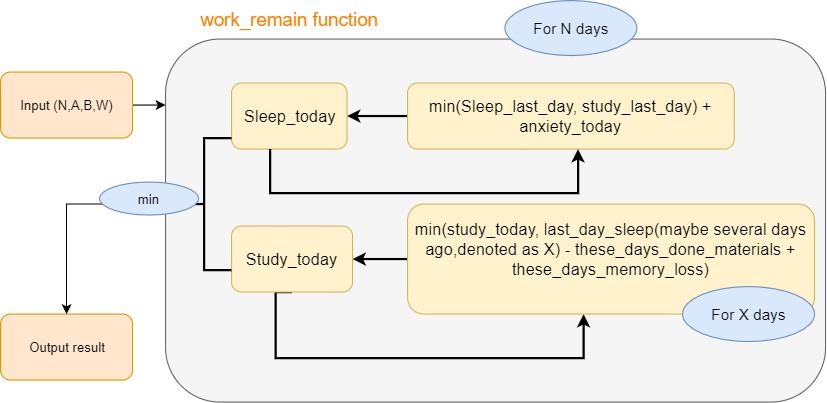 work_remain function
For N days
Input (N,A,B,W)
Sleep_today
min(Sleep_last_day, study_last_day) +
anxiety_today
min
Study_today
min(study_today, last_day_sleep(maybe several days
ago,denoted as X) - these_days_done_materials +
these_days_memory_loss)
For X days
Output result